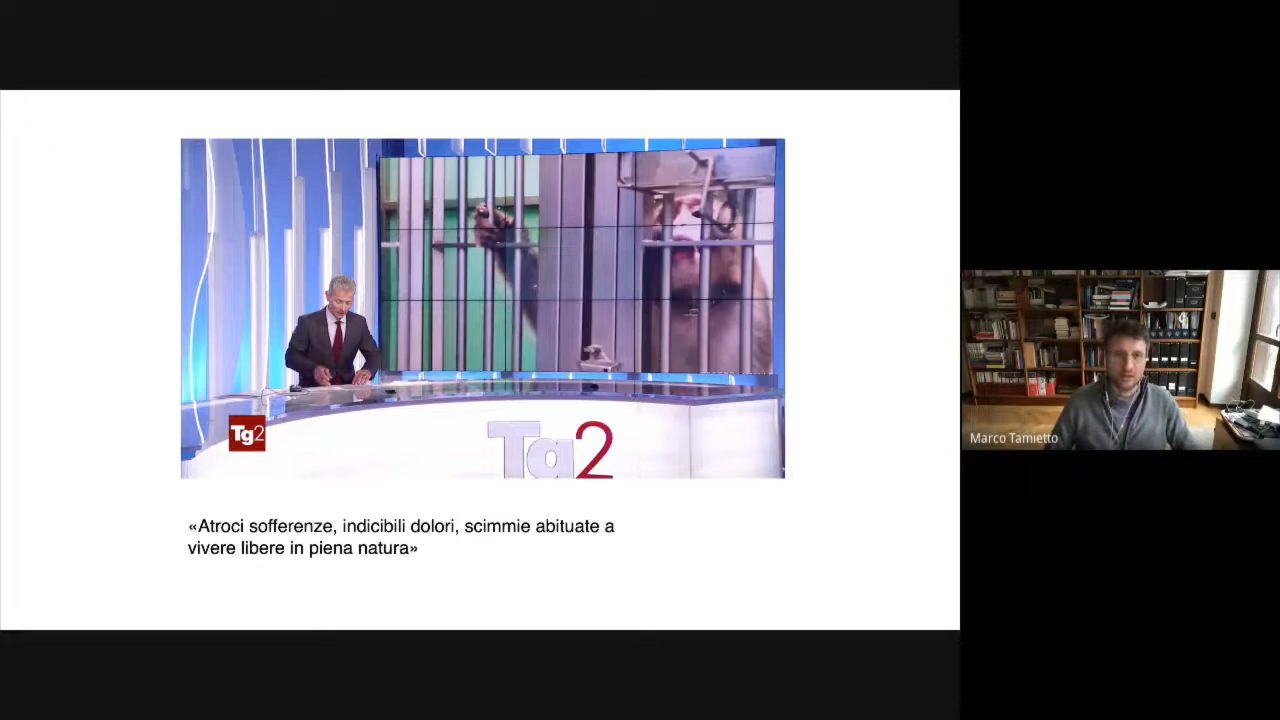 Tg2
Tg2
«Atroci sofferenze, indicibili dolori, scimmie abituate a
vivere libere in piena natura»
Marco Tamietto